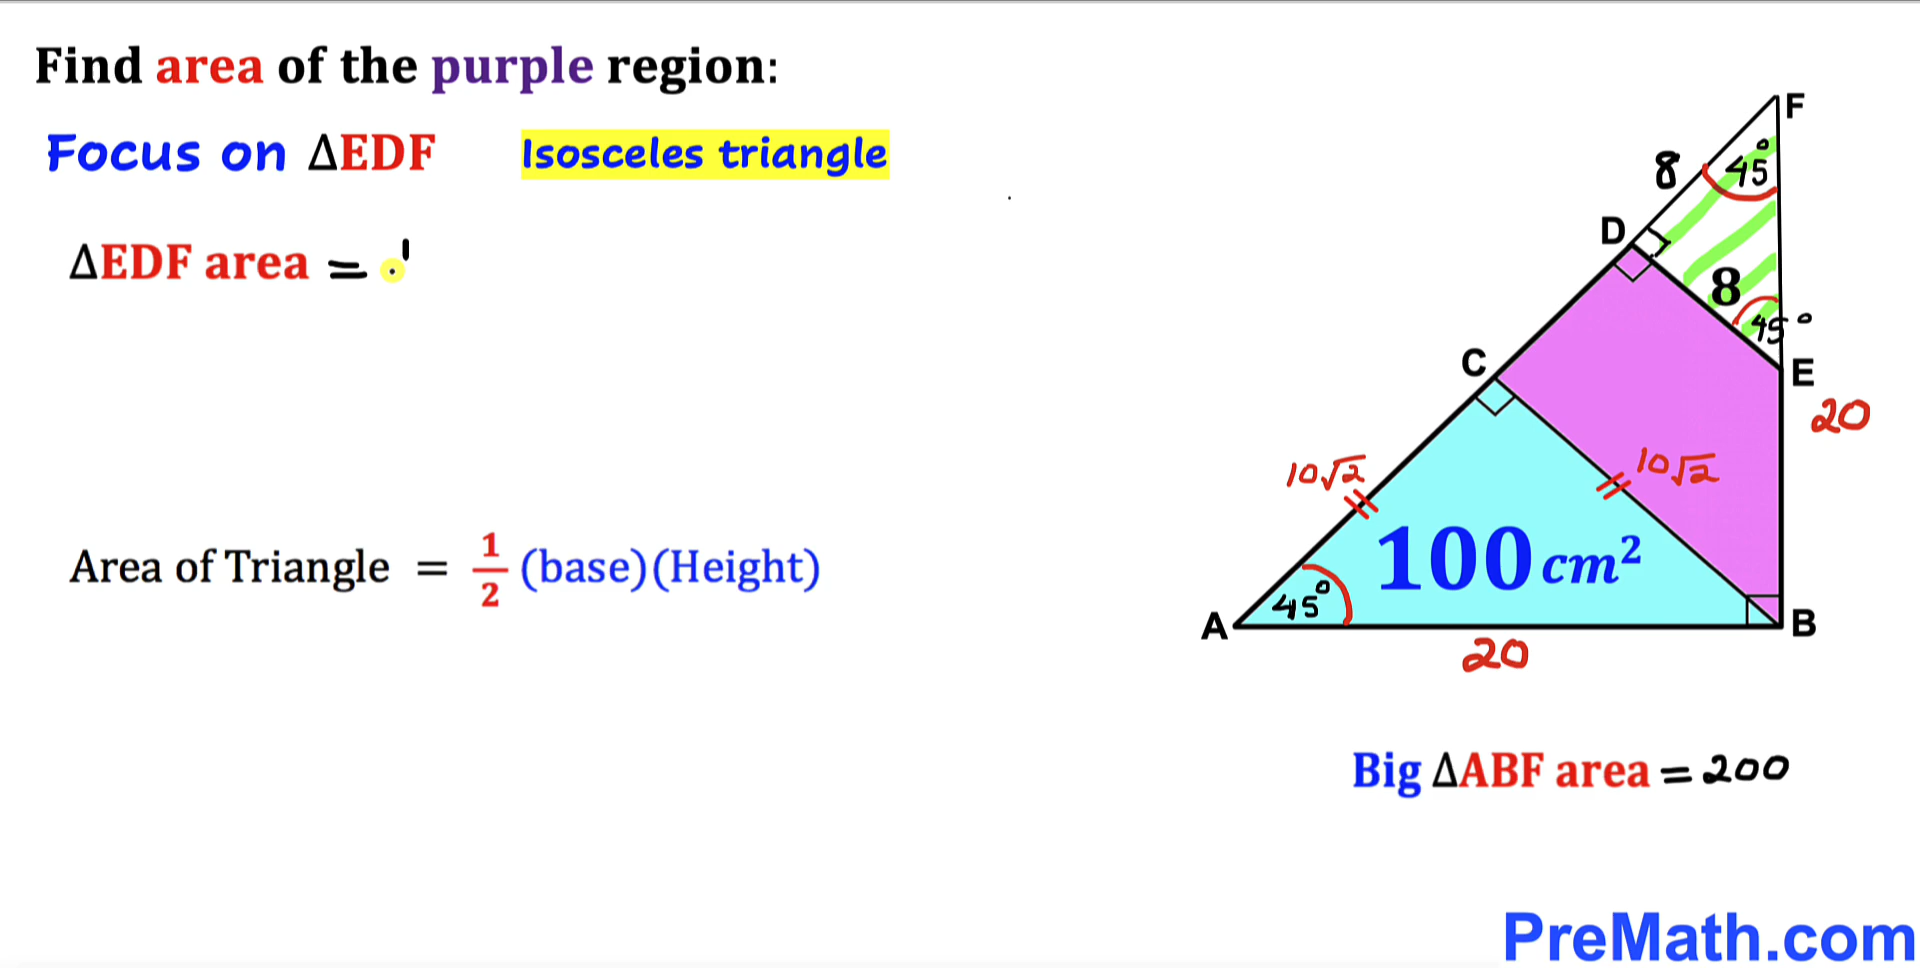 Find area of the purple region:
Focus on ΔEDF
Isosceles triangle
ΔEDF area =
Area of Triangle = 1/2 (base)(Height)
F
45°
8
D
8
45°
E
C
20
10√2
10√2
100 cm²
45°
A
B
20
Big ΔABF area = 200
PreMath.com